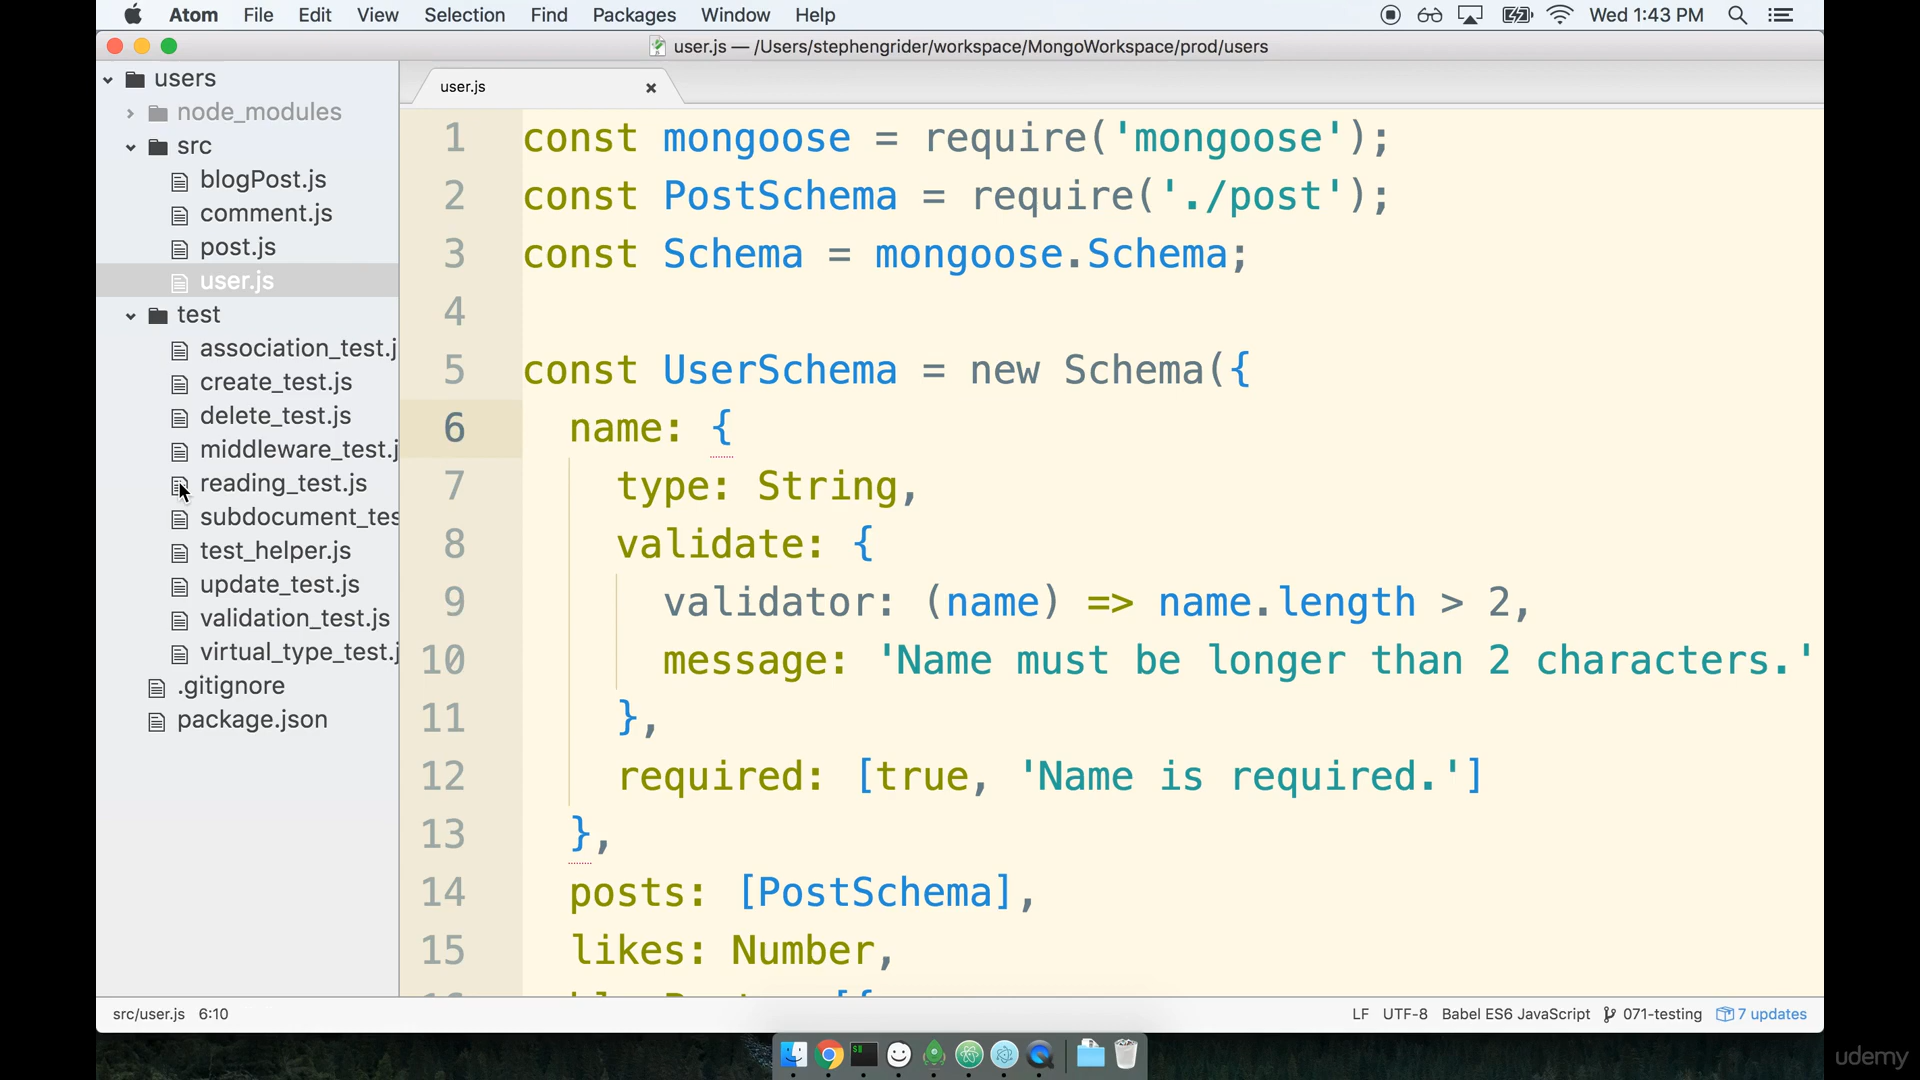 Atom File Edit View Selection Find Packages Window Help Wed 1:43 PM
user.js — /Users/stephengrider/workspace/MongoWorkspace/prod/users
users
node_modules
src
blogPost.js
comment.js
post.js
user.js
test
association_test.j
create_test.js
delete_test.js
middleware_test.j
reading_test.js
subdocument_tes
test_helper.js
update_test.js
validation_test.js
virtual_type_test.j
.gitignore
package.json
user.js
1 const mongoose = require('mongoose');
2 const PostSchema = require('./post');
3 const Schema = mongoose.Schema;
4
5 const UserSchema = new Schema({
6 name: {
7 type: String,
8 validate: {
9 validator: (name) => name.length > 2,
10 message: 'Name must be longer than 2 characters.'
11 },
12 required: [true, 'Name is required.']
13 },
14 posts: [PostSchema],
15 likes: Number,
src/user.js 6:10 LF UTF-8 Babel ES6 JavaScript 071-testing 7 updates
udemy